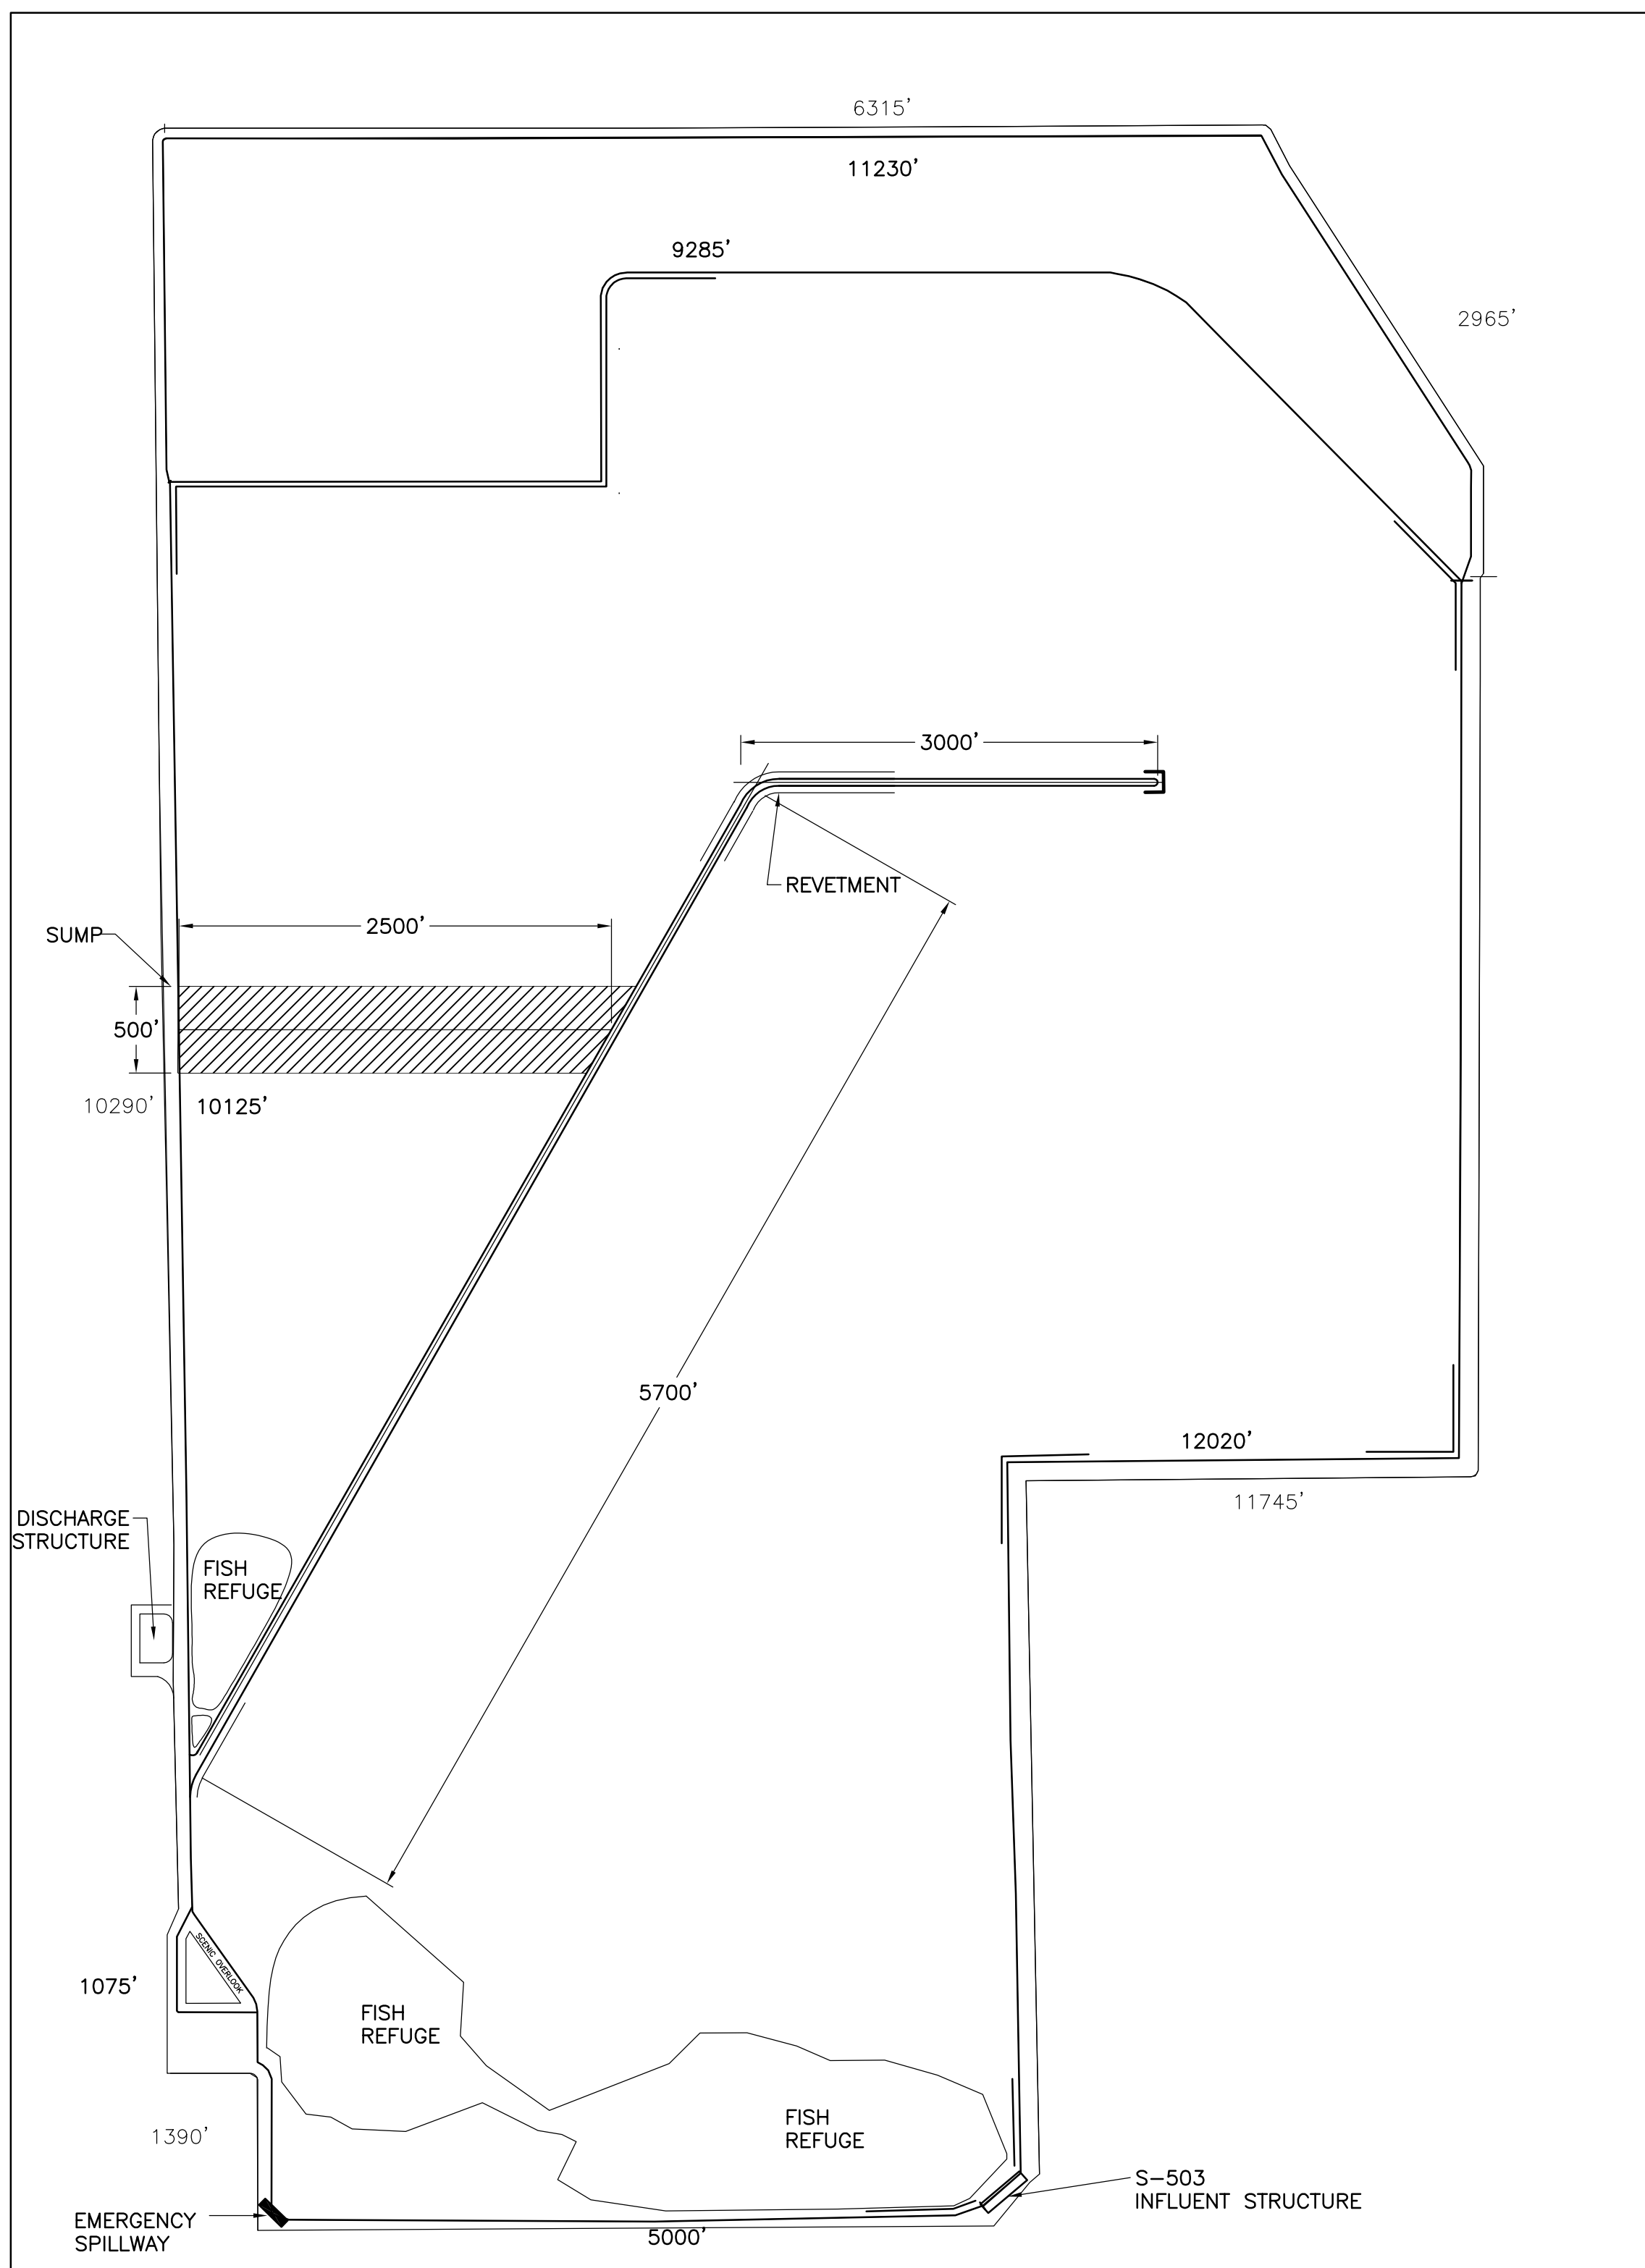 6315'
11230'
9285'
2965'
3000'
REVETMENT
2500'
SUMP
500'
10290'
10125'
5700'
12020'
11745'
DISCHARGE
STRUCTURE
FISH
REFUGE
SCENIC OVERLOOK
1075'
FISH
REFUGE
FISH
REFUGE
1390'
S-503
INFLUENT STRUCTURE
EMERGENCY
SPILLWAY
5000'